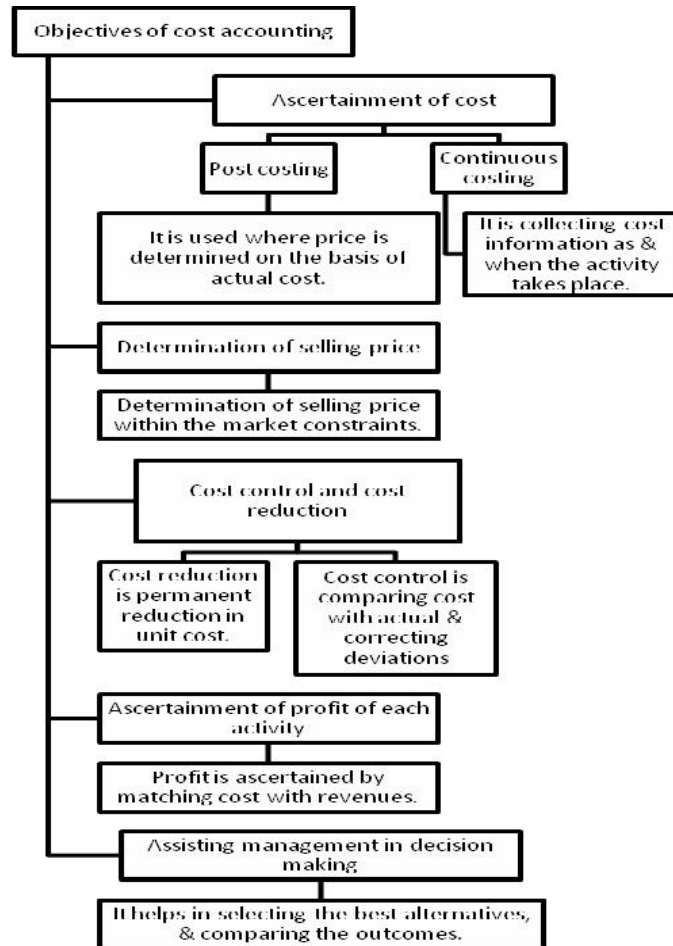 Objectives of cost accounting
Ascertainment of cost
Post costing
Continuous
costing
It is used where price is
determined on the basis of
actual cost.
It is collecting cost
information as &
when the activity
takes place.
Determination of selling price
Determination of selling price
within the market constraints.
Cost control and cost
reduction
Cost reduction
is permanent
reduction in
unit cost.
Cost control is
comparing cost
with actual &
correcting
deviations
Ascertainment of profit of each
activity
Profit is ascertained by
matching cost with revenues.
Assisting management in decision
making
It helps in selecting the best alternatives,
& comparing the outcomes.